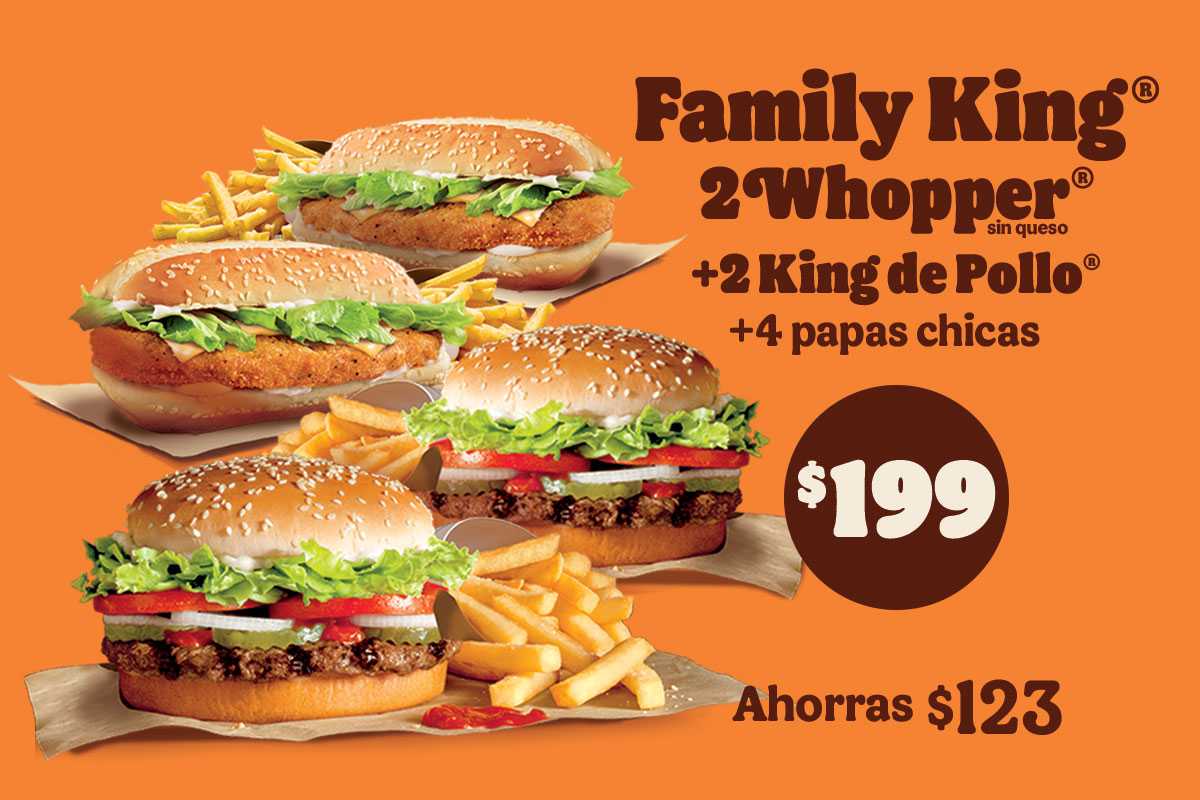 Family King®
2 Whopper®
sin queso
+2 King de Pollo®
+4 papas chicas
$199
Ahorras $123